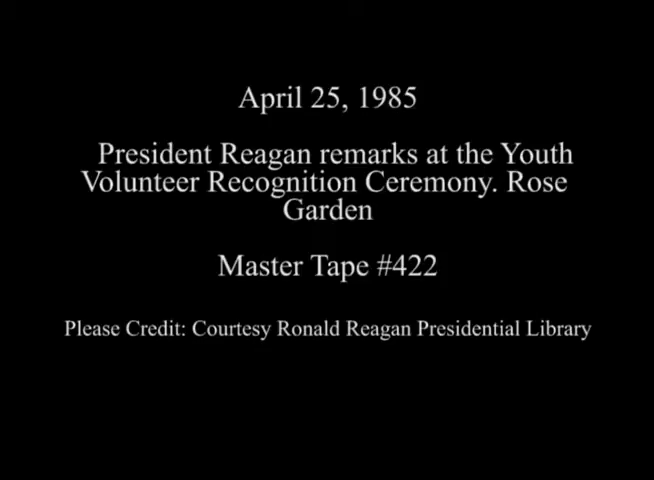 April 25, 1985
President Reagan remarks at the Youth
Volunteer Recognition Ceremony. Rose
Garden
Master Tape #422
Please Credit: Courtesy Ronald Reagan Presidential Library